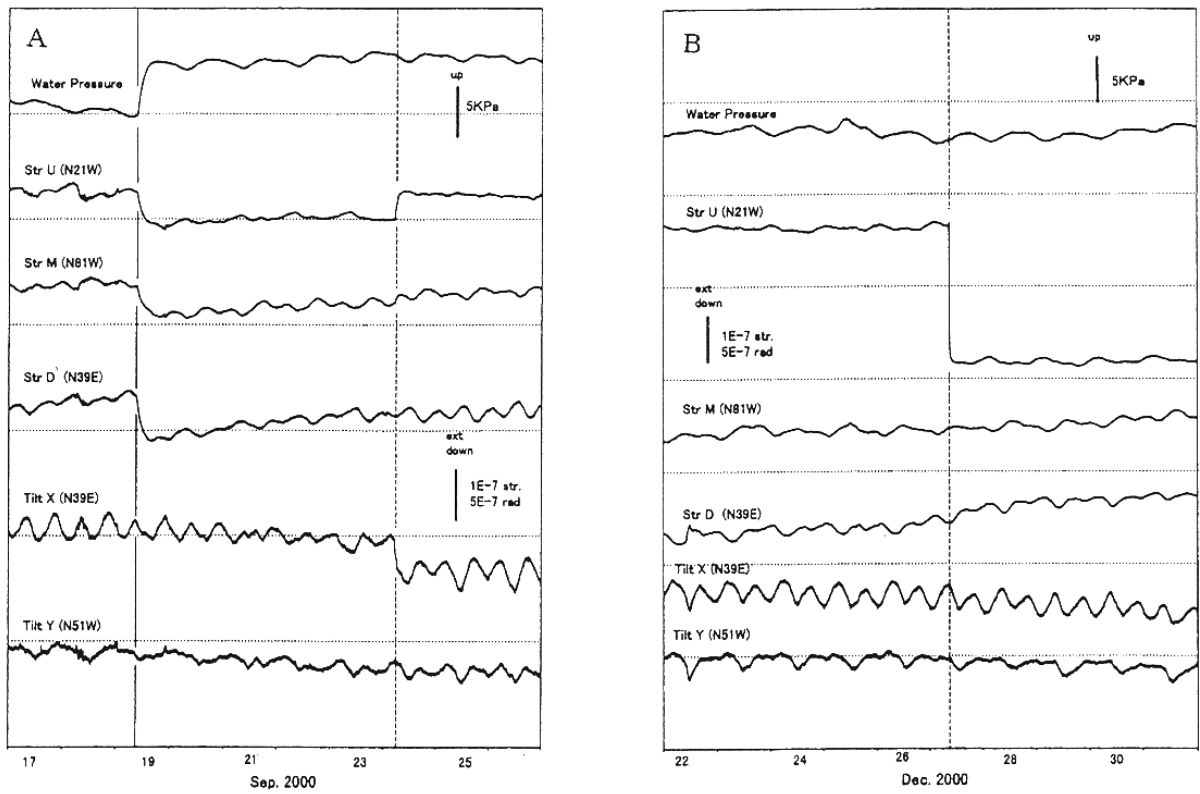 A
Water Pressure
up
5KPa
Str U (N21W)
Str M (N81W)
Str D' (N39E)
ext
down
1E-7 str.
5E-7 rad
Tilt X (N39E)
Tilt Y (N51W)
17 19 21 23 25
Sep. 2000
B
up
5KPa
Water Pressure
Str U (N21W)
ext
down
1E-7 str.
5E-7 rad
Str M (N81W)
Str D (N39E)
Tilt X (N39E)
Tilt Y (N51W)
22 24 26 28 30
Dec. 2000